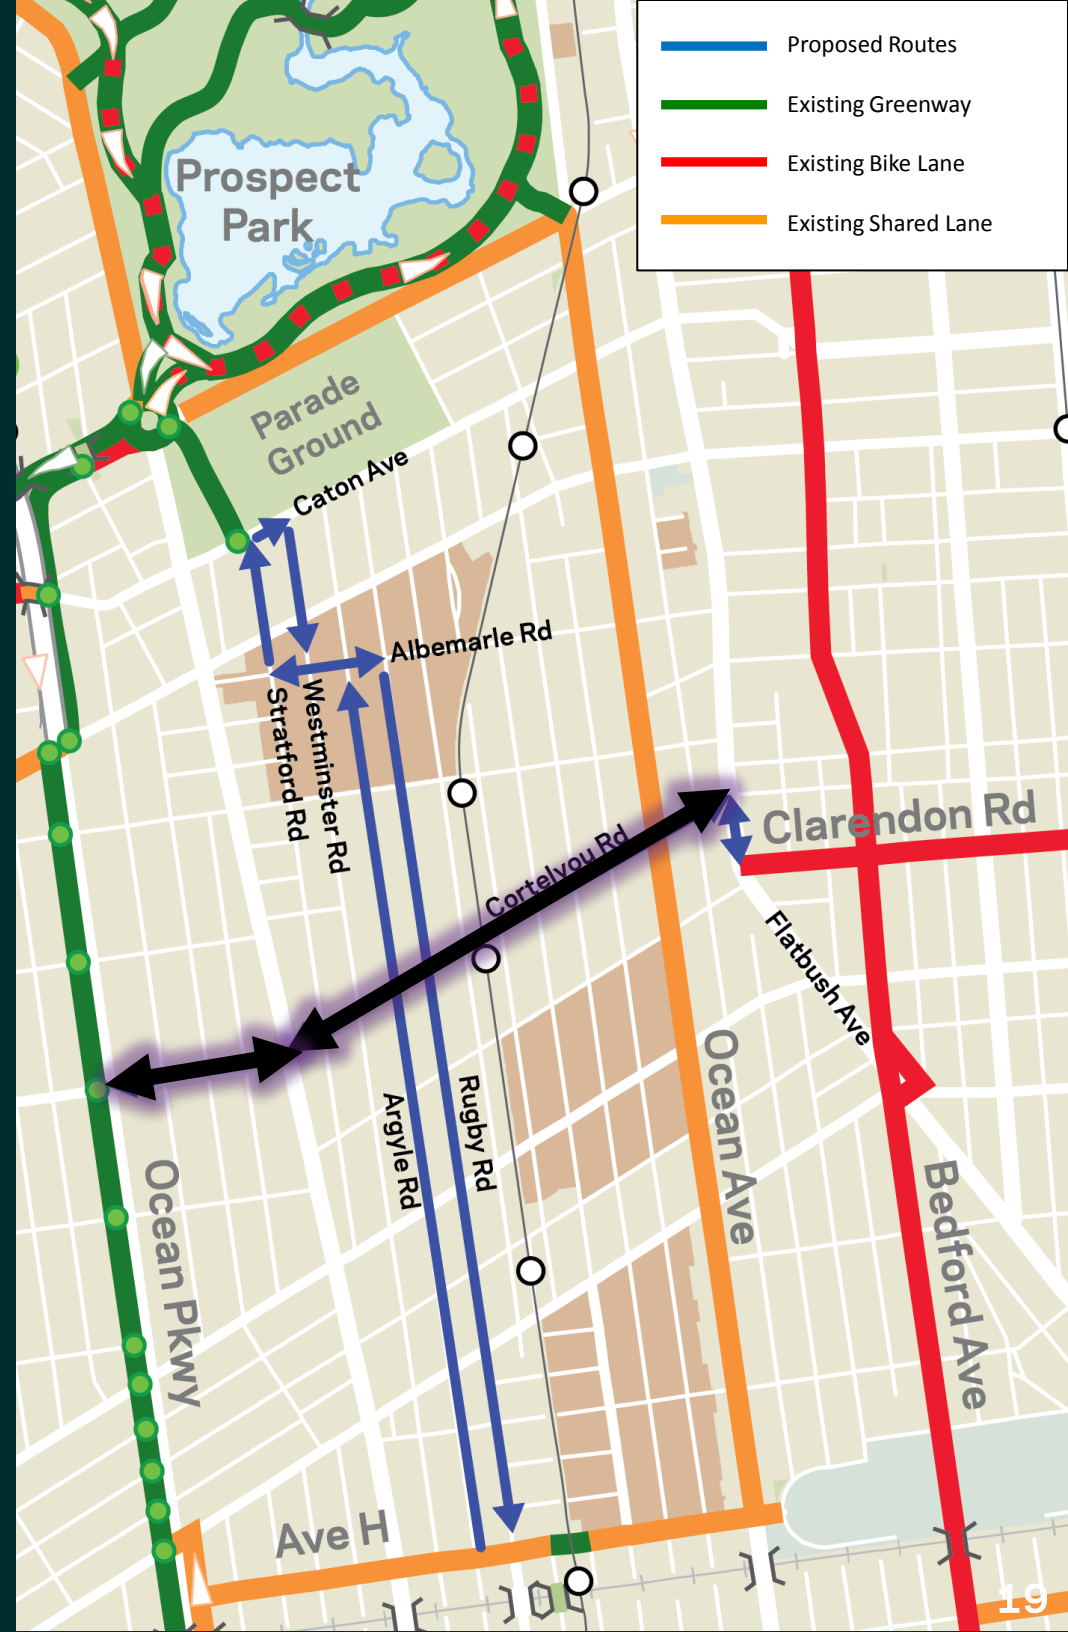 Proposed Routes
Existing Greenway
Existing Bike Lane
Existing Shared Lane
Prospect
Park
Parade
Ground
Caton Ave
Albemarle Rd
Stratford Rd
Westminster Rd
Clarendon Rd
Cortelyou Rd
Flatbush Ave
Ocean Ave
Rugby Rd
Argyle Rd
Ocean Pkwy
Bedford Ave
Ave H
19